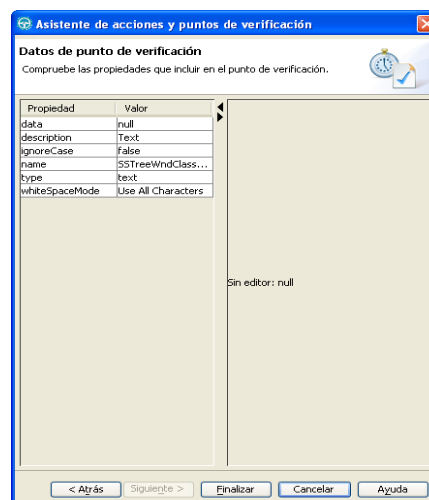 Asistente de acciones y puntos de verificación
Datos de punto de verificación
Compruebe las propiedades que incluir en el punto de verificación.
Propiedad Valor
data null
description Text
ignoreCase false
name SSTreeWndClass...
type text
whiteSpaceMode Use All Characters
Sin editor: null
< Atrás Siguiente > Finalizar Cancelar Ayuda